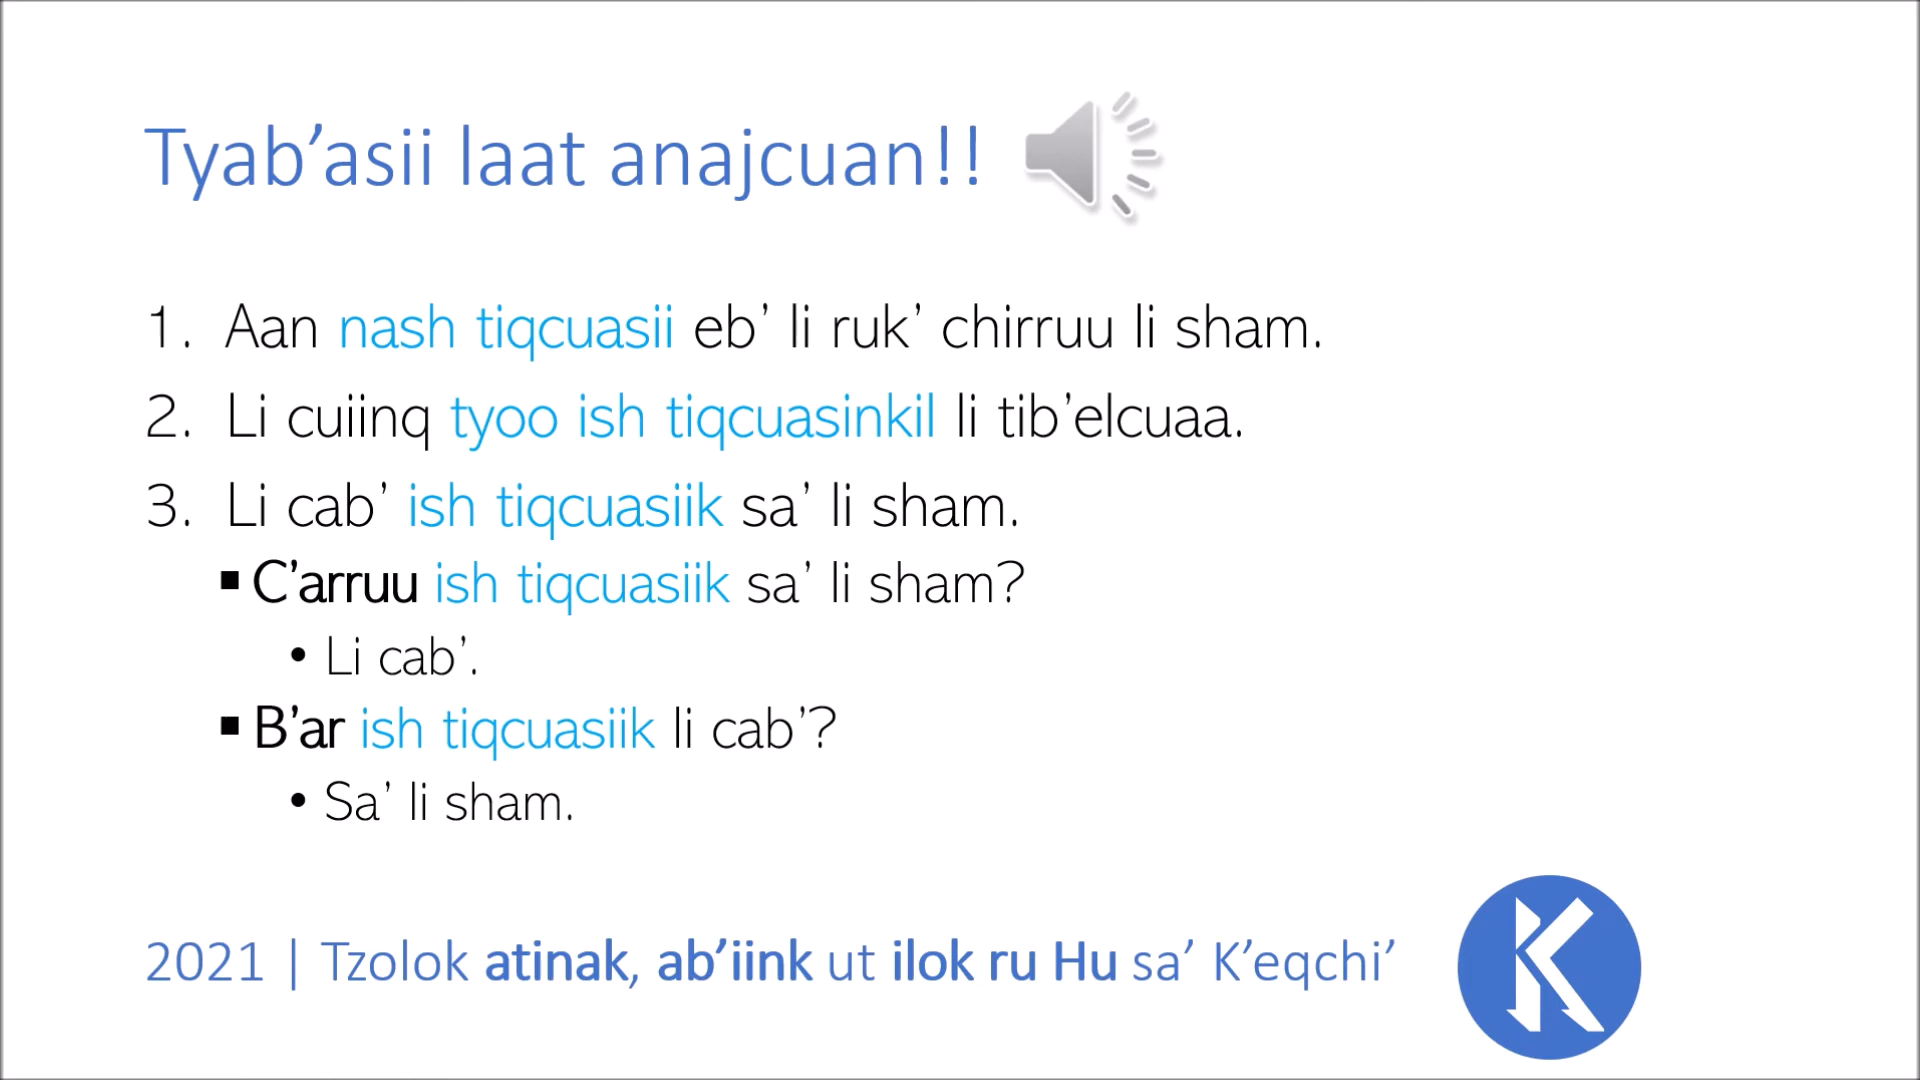 Tyab’asii laat anajcuan!!
1. Aan nash tiqcuasii eb’ li ruk’ chirruu li sham.
2. Li cuiinq tyoo ish tiqcuasinkil li tib’elcuaa.
3. Li cab’ ish tiqcuasiik sa’ li sham.
▪ C’arruu ish tiqcuasiik sa’ li sham?
• Li cab’.
▪ B’ar ish tiqcuasiik li cab’?
• Sa’ li sham.
2021 | Tzolok atinak, ab’iink ut ilok ru Hu sa’ K’eqchi’
K